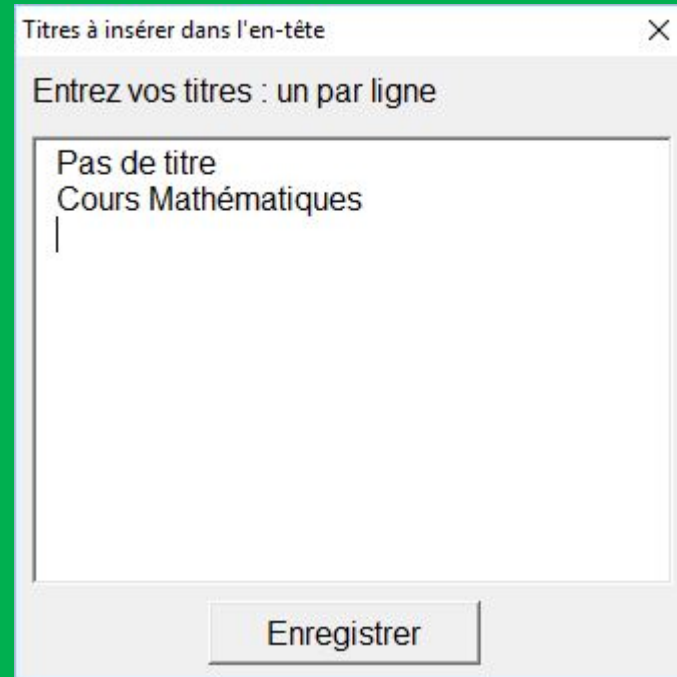 Titres à insérer dans l'en-tête
Entrez vos titres : un par ligne
Pas de titre
Cours Mathématiques
Enregistrer